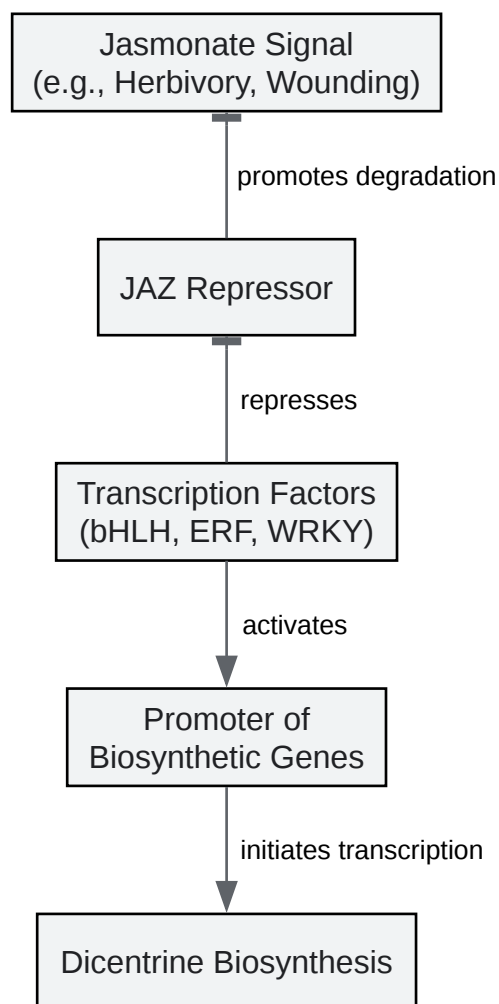 Jasmonate Signal
(e.g., Herbivory, Wounding)
promotes degradation
JAZ Repressor
represses
Transcription Factors
(bHLH, ERF, WRKY)
activates
Promoter of
Biosynthetic Genes
initiates transcription
Dicentrine Biosynthesis